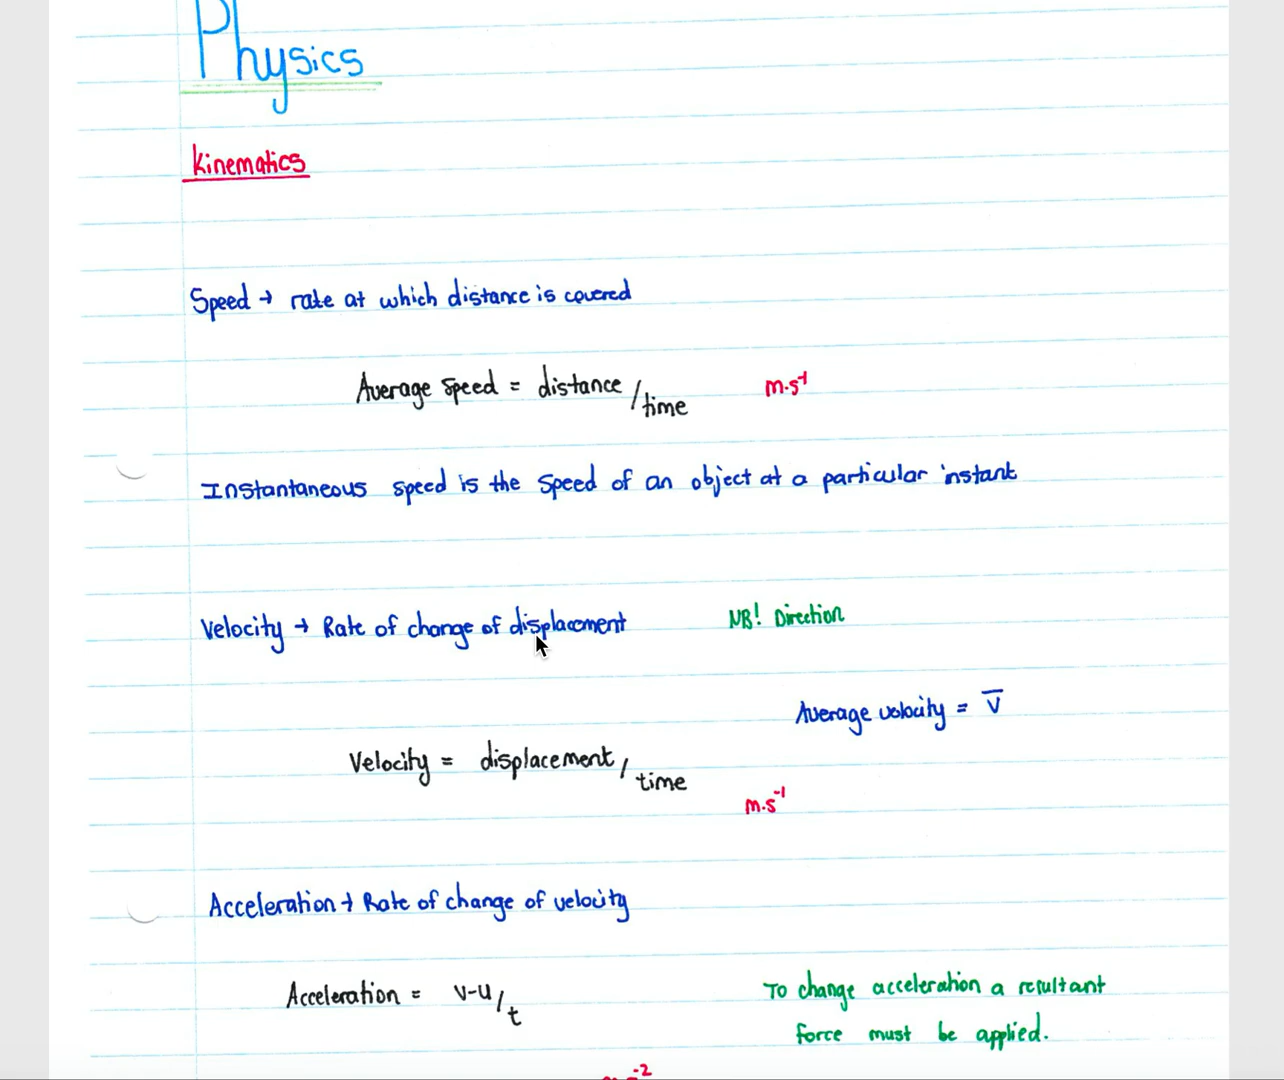 Physics
Kinematics
Speed → rate at which distance is covered
Average speed = distance / time m.s⁻¹
Instantaneous speed is the speed of an object at a particular instant
Velocity → Rate of change of displacement NB! Direction
Average velocity = v̅
Velocity = displacement / time
m.s⁻¹
Acceleration → Rate of change of velocity
Acceleration = v-u / t
To change acceleration a resultant
force must be applied.